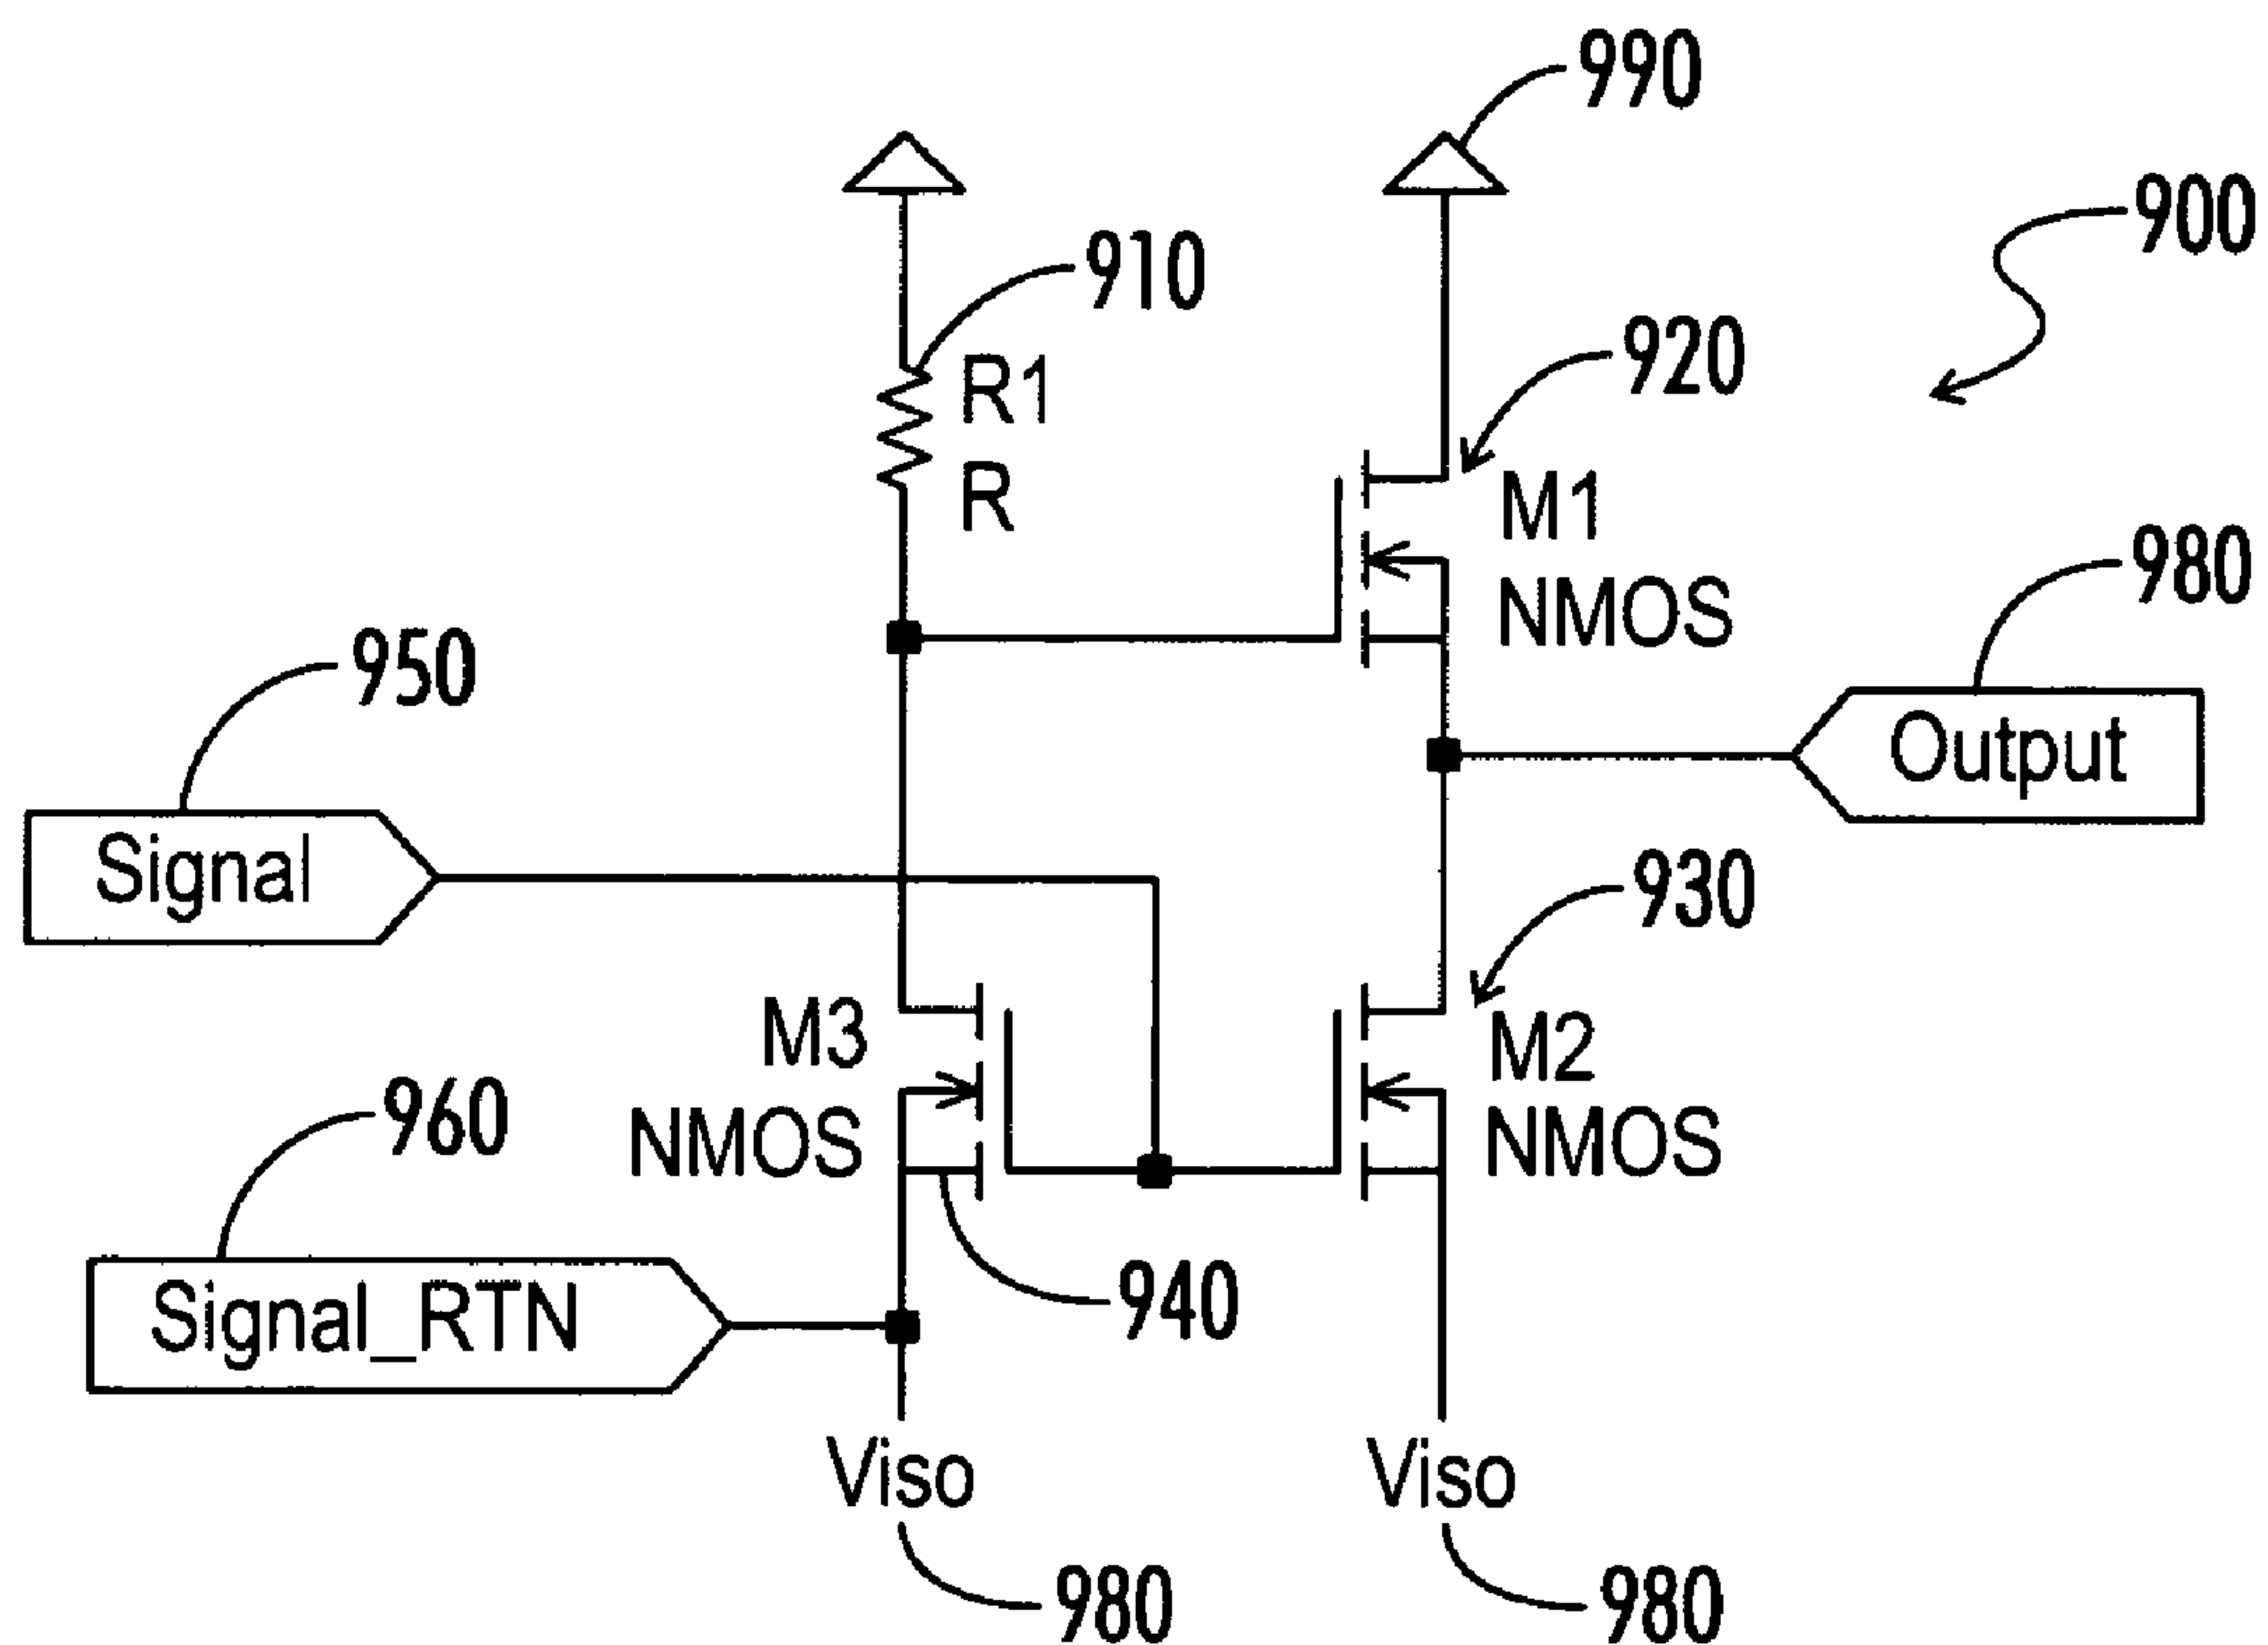 990
900
910
920
R1
R
M1
NMOS
980
950
Output
Signal
930
M3
NMOS
M2
NMOS
960
940
Signal_RTN
Viso
Viso
980
980